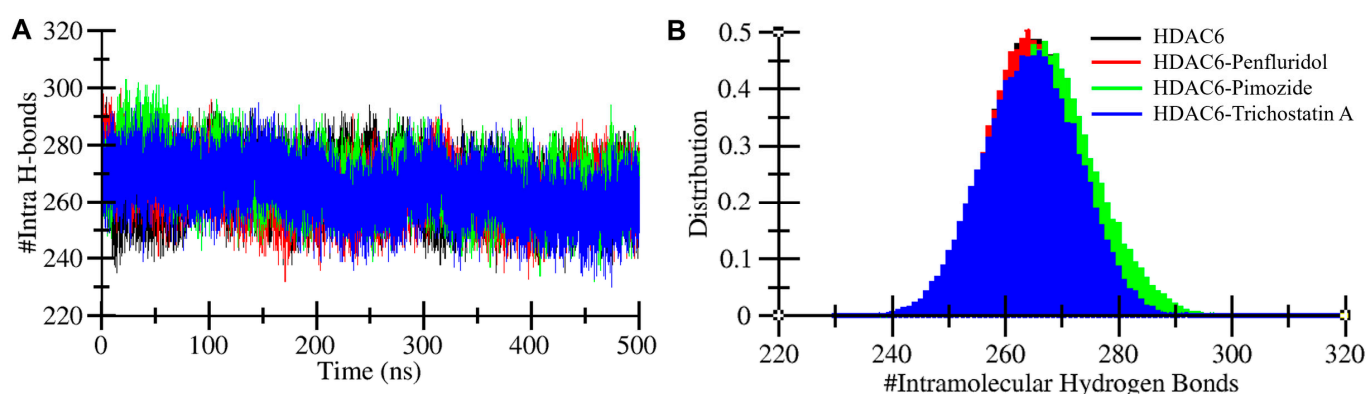 A
320
300
280
260
240
220
#Intra H-bonds
0 100 200 300 400 500
Time (ns)
B
0.5
0.4
0.3
0.2
0.1
0
Distribution
HDAC6
HDAC6-Penfluridol
HDAC6-Pimozide
HDAC6-Trichostatin A
220 240 260 280 300 320
#Intramolecular Hydrogen Bonds